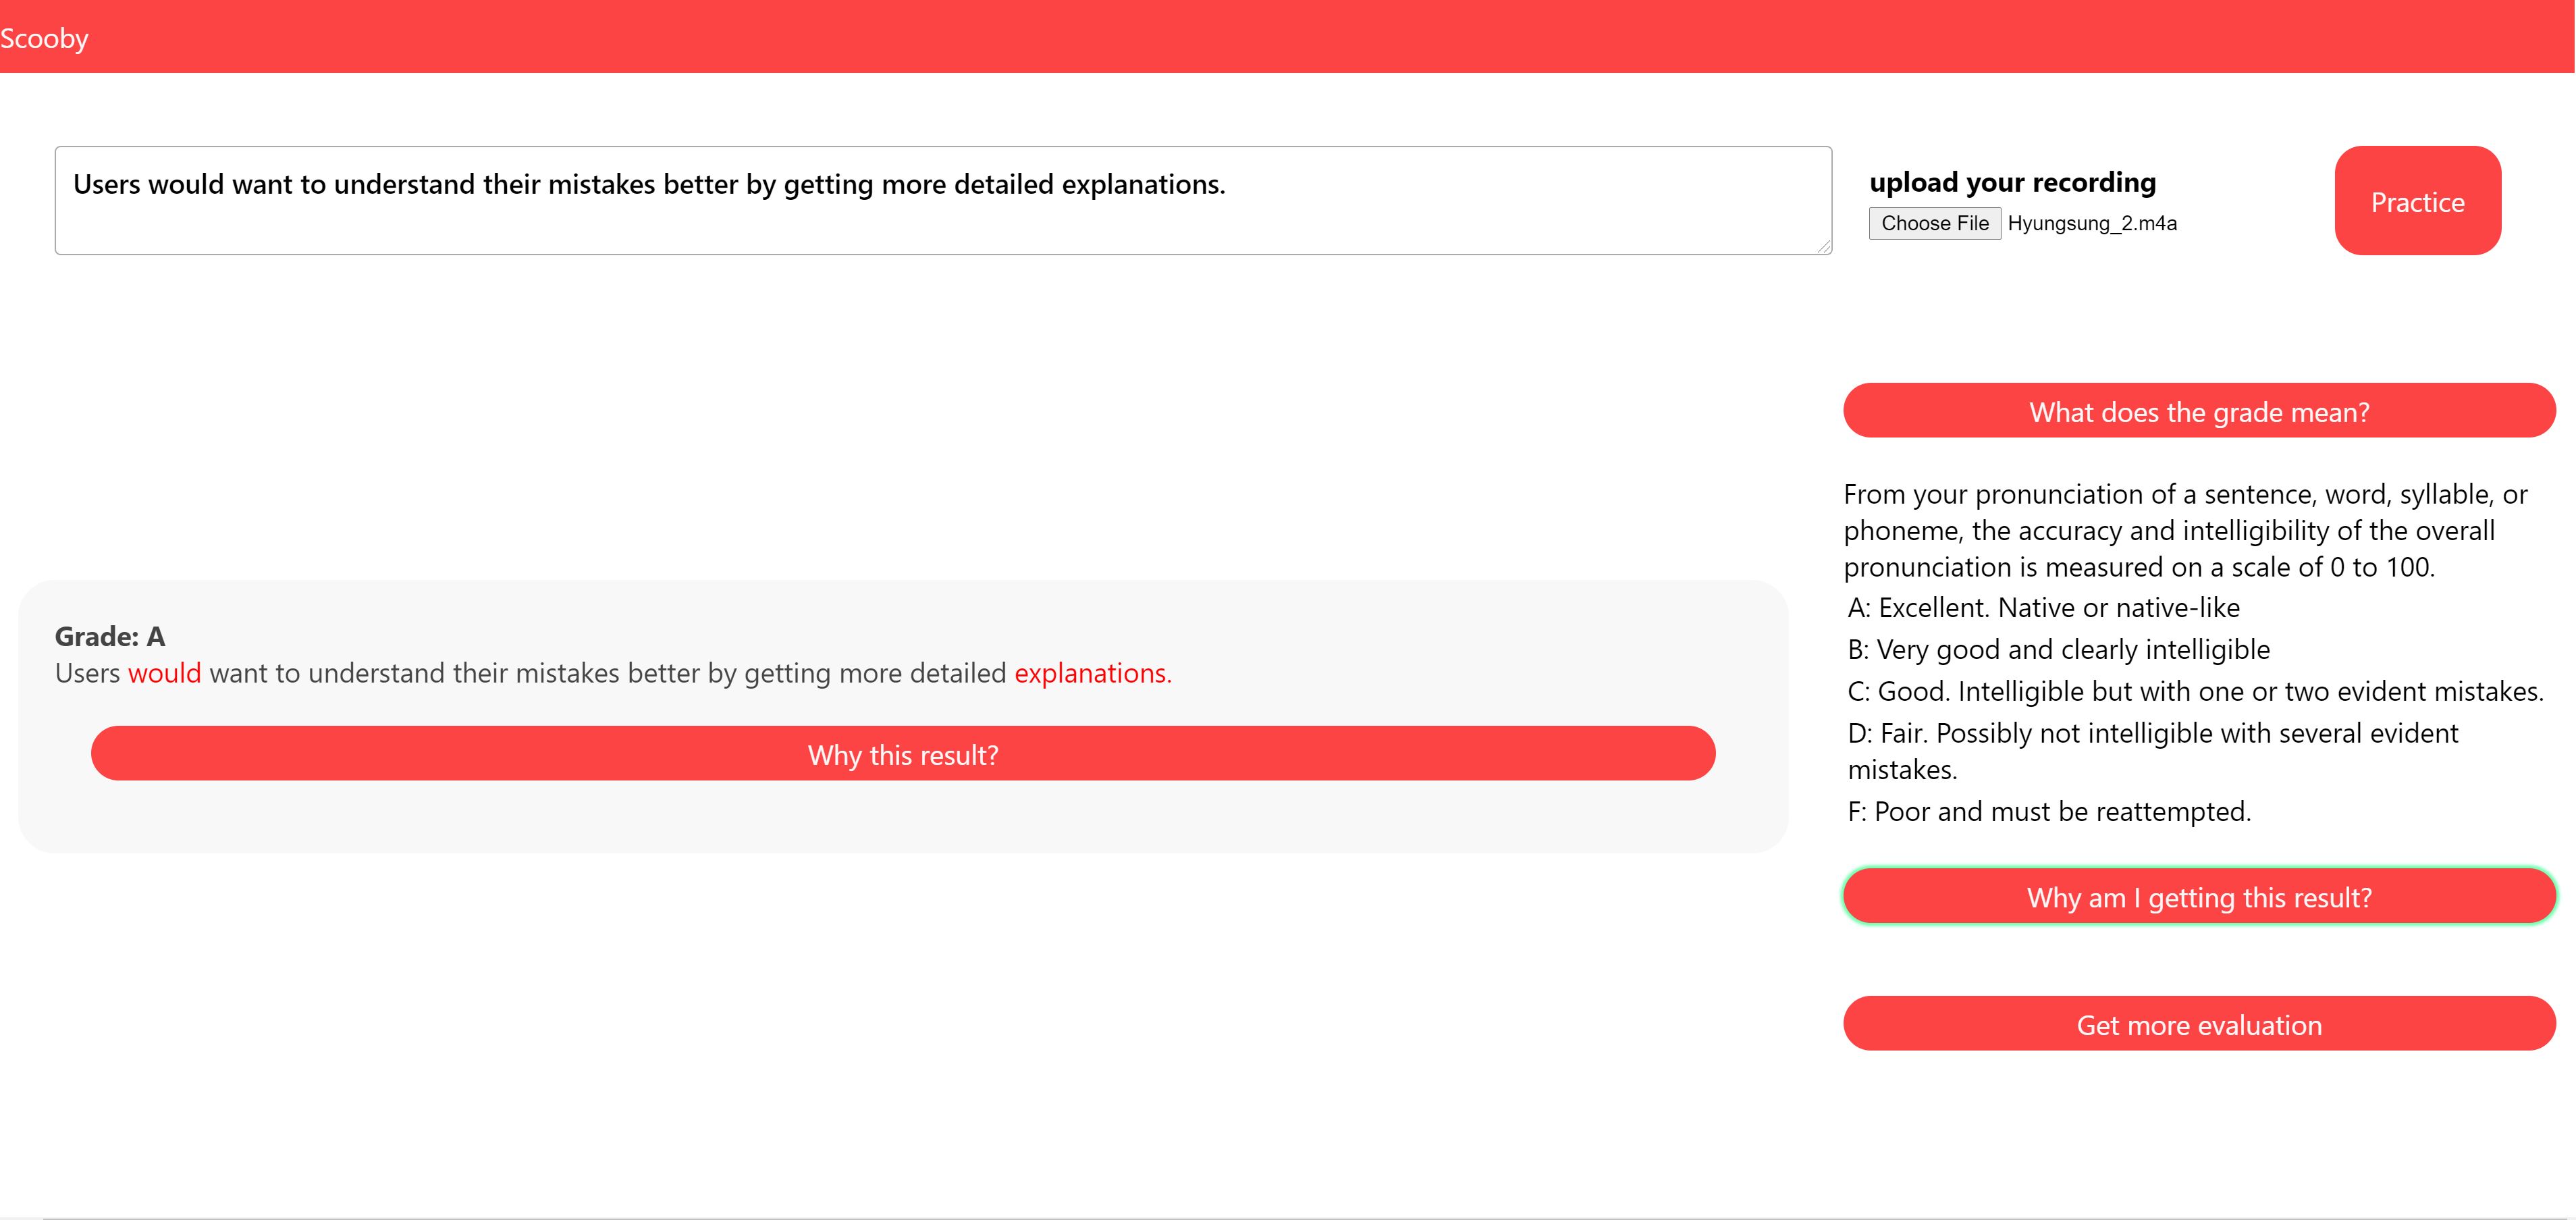 Scooby
Users would want to understand their mistakes better by getting more detailed explanations.
upload your recording
Choose File Hyungsung_2.m4a
Practice
What does the grade mean?
From your pronunciation of a sentence, word, syllable, or
phoneme, the accuracy and intelligibility of the overall
pronunciation is measured on a scale of 0 to 100.
A: Excellent. Native or native-like
B: Very good and clearly intelligible
C: Good. Intelligible but with one or two evident mistakes.
D: Fair. Possibly not intelligible with several evident
mistakes.
F: Poor and must be reattempted.
Grade: A
Users would want to understand their mistakes better by getting more detailed explanations.
Why this result?
Why am I getting this result?
Get more evaluation